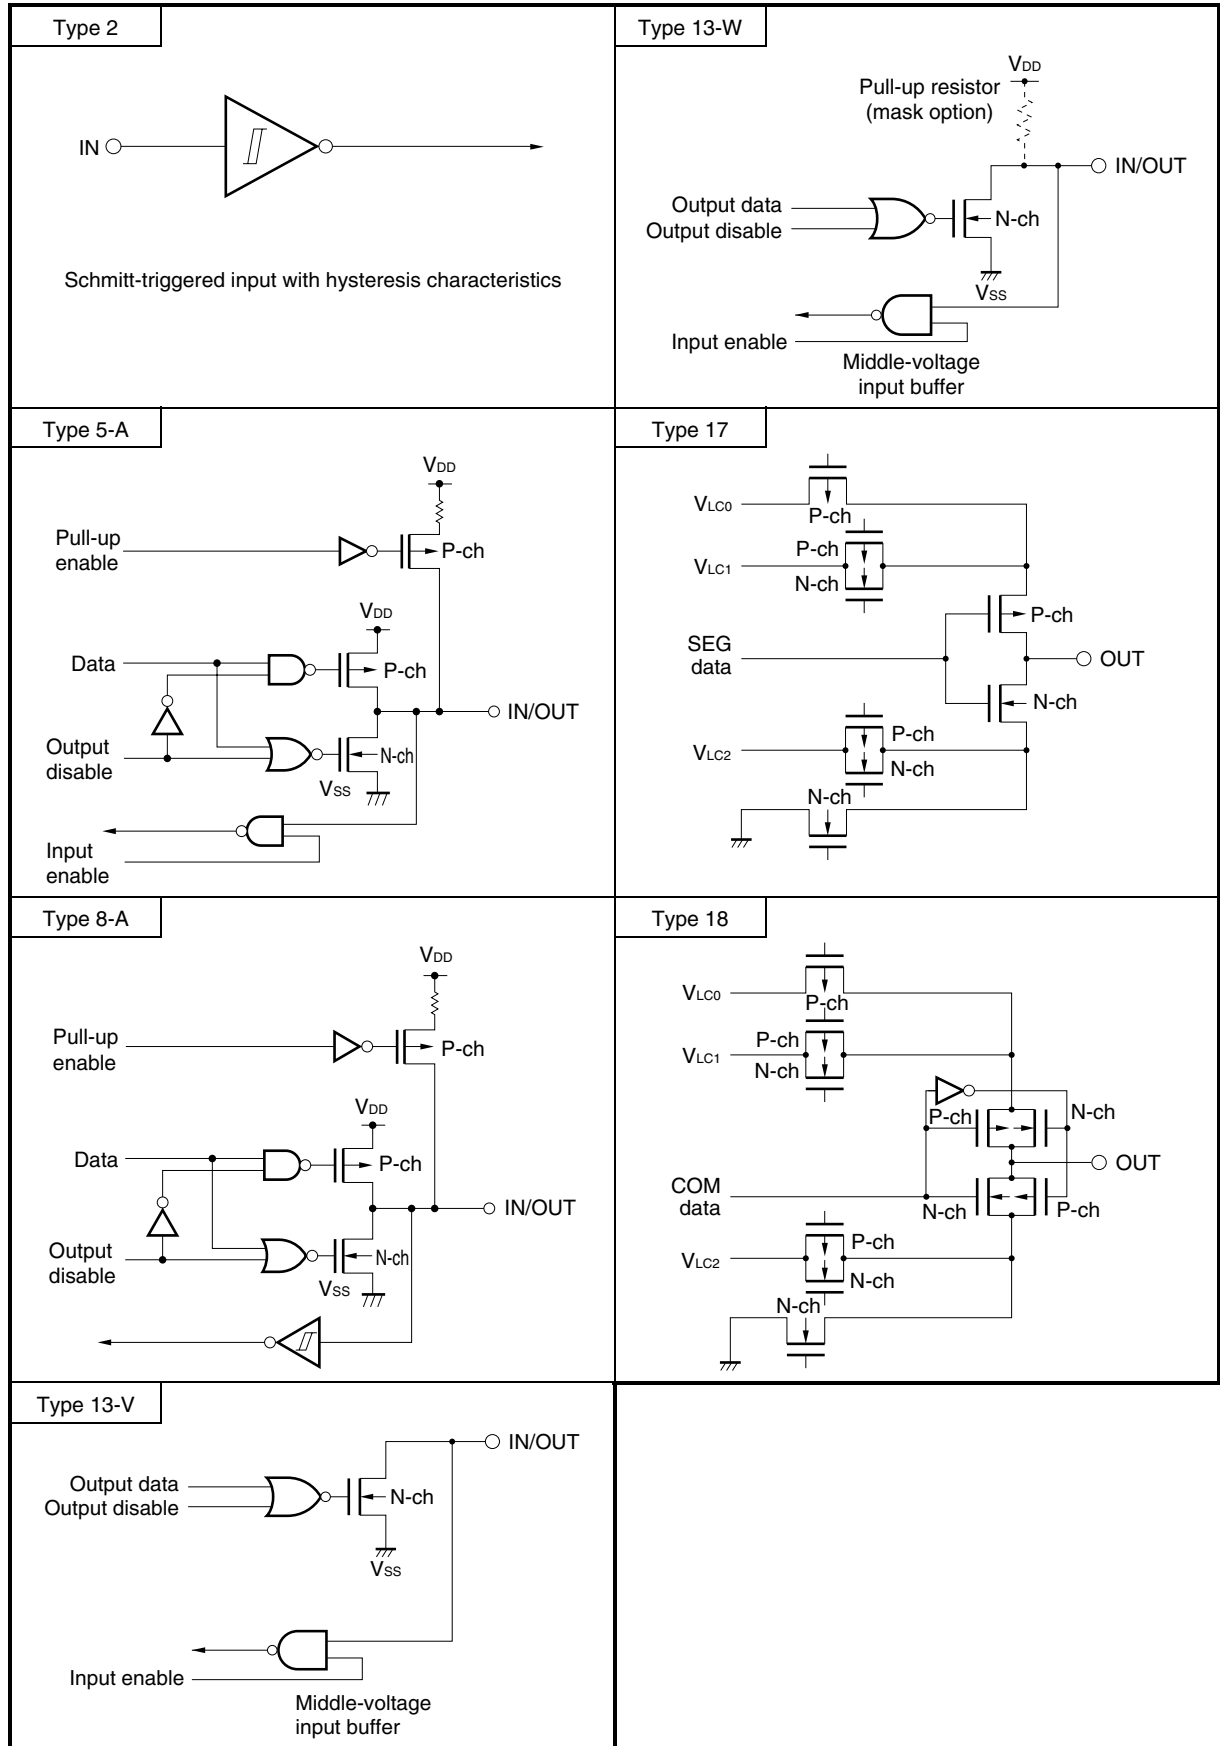 Type 2
IN
Schmitt-triggered input with hysteresis characteristics
Type 13-W
VDD
Pull-up resistor
(mask option)
IN/OUT
Output data
Output disable
N-ch
VSS
Input enable
Middle-voltage
input buffer
Type 5-A
VDD
Pull-up
enable
P-ch
VDD
Data
P-ch
IN/OUT
Output
disable
N-ch
VSS
Input
enable
Type 17
VLC0
P-ch
P-ch
VLC1
N-ch
P-ch
SEG
data
OUT
N-ch
P-ch
VLC2
N-ch
N-ch
Type 8-A
VDD
Pull-up
enable
P-ch
VDD
Data
P-ch
IN/OUT
Output
disable
N-ch
VSS
Type 18
VLC0
P-ch
P-ch
VLC1
N-ch
P-ch
N-ch
OUT
COM
data
N-ch
P-ch
P-ch
VLC2
N-ch
N-ch
Type 13-V
IN/OUT
Output data
Output disable
N-ch
VSS
Input enable
Middle-voltage
input buffer